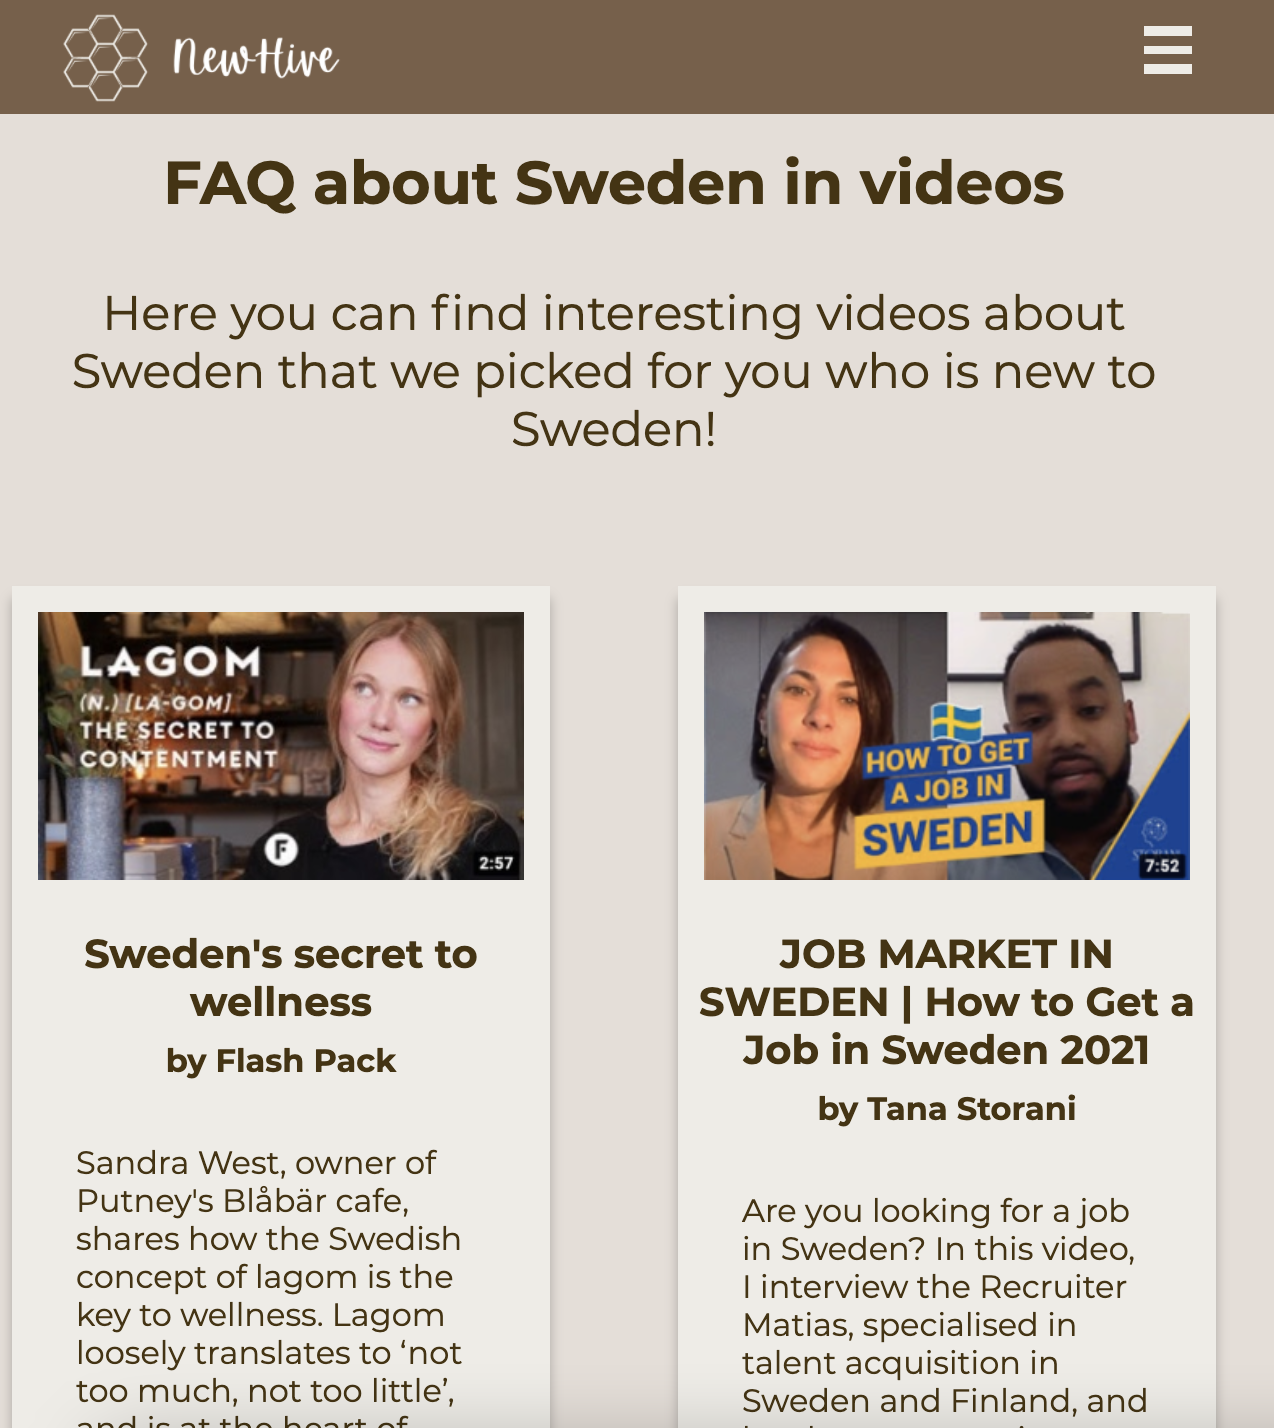 NewHive
FAQ about Sweden in videos
Here you can find interesting videos about
Sweden that we picked for you who is new to
Sweden!
LAGOM
(N.) [LA-GOM]
THE SECRET TO
CONTENTMENT
F
2:57
Sweden's secret to
wellness
by Flash Pack
Sandra West, owner of
Putney's Blåbär cafe,
shares how the Swedish
concept of lagom is the
key to wellness. Lagom
loosely translates to ‘not
too much, not too little’,
and is at the heart of
HOW TO GET
A JOB IN
SWEDEN
7:52
JOB MARKET IN
SWEDEN | How to Get a
Job in Sweden 2021
by Tana Storani
Are you looking for a job
in Sweden? In this video,
I interview the Recruiter
Matias, specialised in
talent acquisition in
Sweden and Finland, and